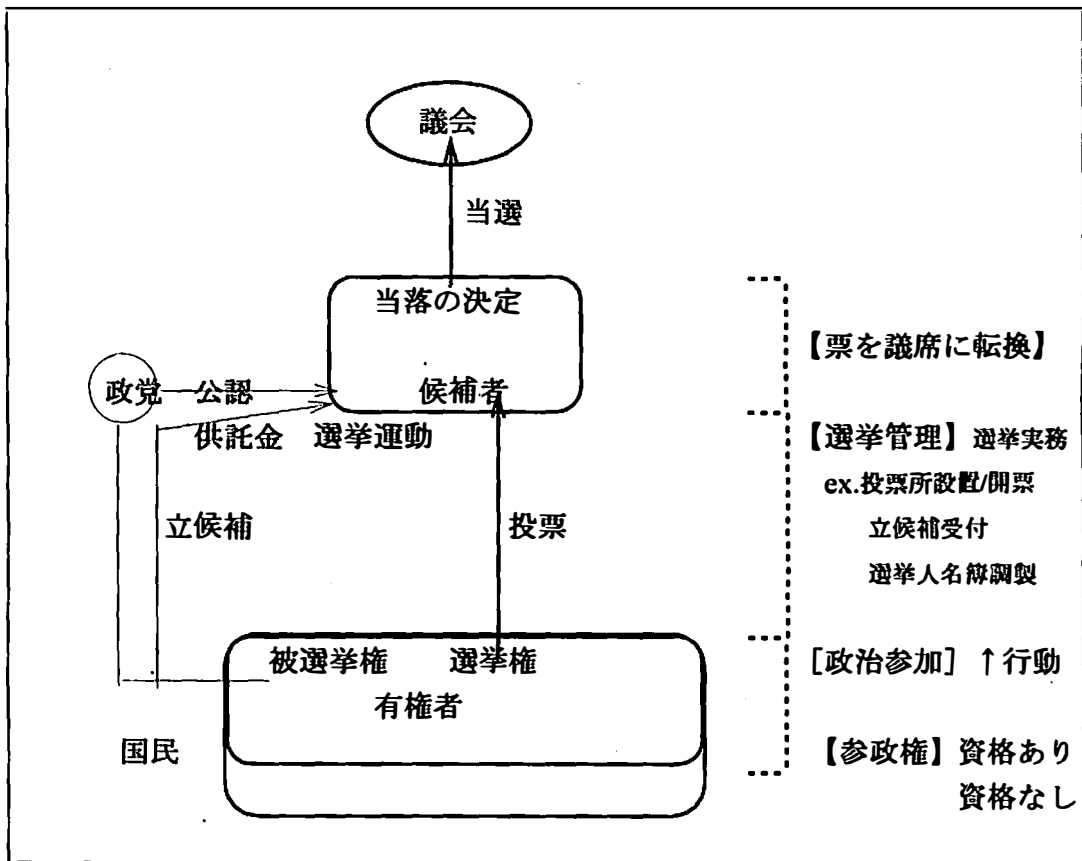 議会
当選
当落の決定
【票を議席に転換】
政党 公認 候補者
供託金 選挙運動
【選挙管理】選挙実務
ex.投票所設置/開票
立候補 投票
立候補受付
選挙人名簿調製
被選挙権 選挙権
[政治参加] ↑行動
有権者
国民
【参政権】資格あり
資格なし